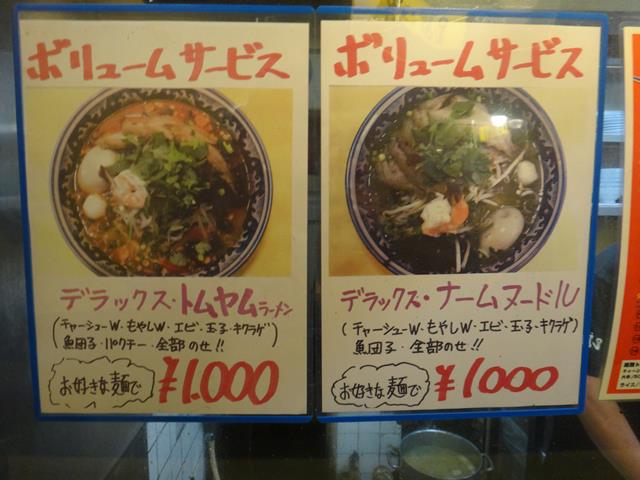 ボリュームサービス
デラックス・トムヤムラーメン
(チャーシューW・もやしW・エビ・玉子・キクラゲ)
魚団子・パクチー・全部のせ!!
お好きな麺で ¥1.000
ボリュームサービス
デラックス・ナームヌードル
(チャーシューW・もやしW・エビ・玉子・キクラゲ)
魚団子・全部のせ!!
お好きな麺で ¥1000